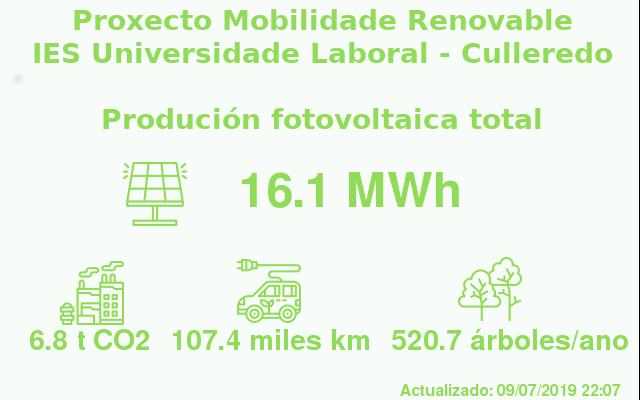 Proxecto Mobilidade Renovable
IES Universidade Laboral - Culleredo
Produción fotovoltaica total
16.1 MWh
6.8 t CO2
107.4 miles km
520.7 árboles/ano
Actualizado: 09/07/2019 22:07